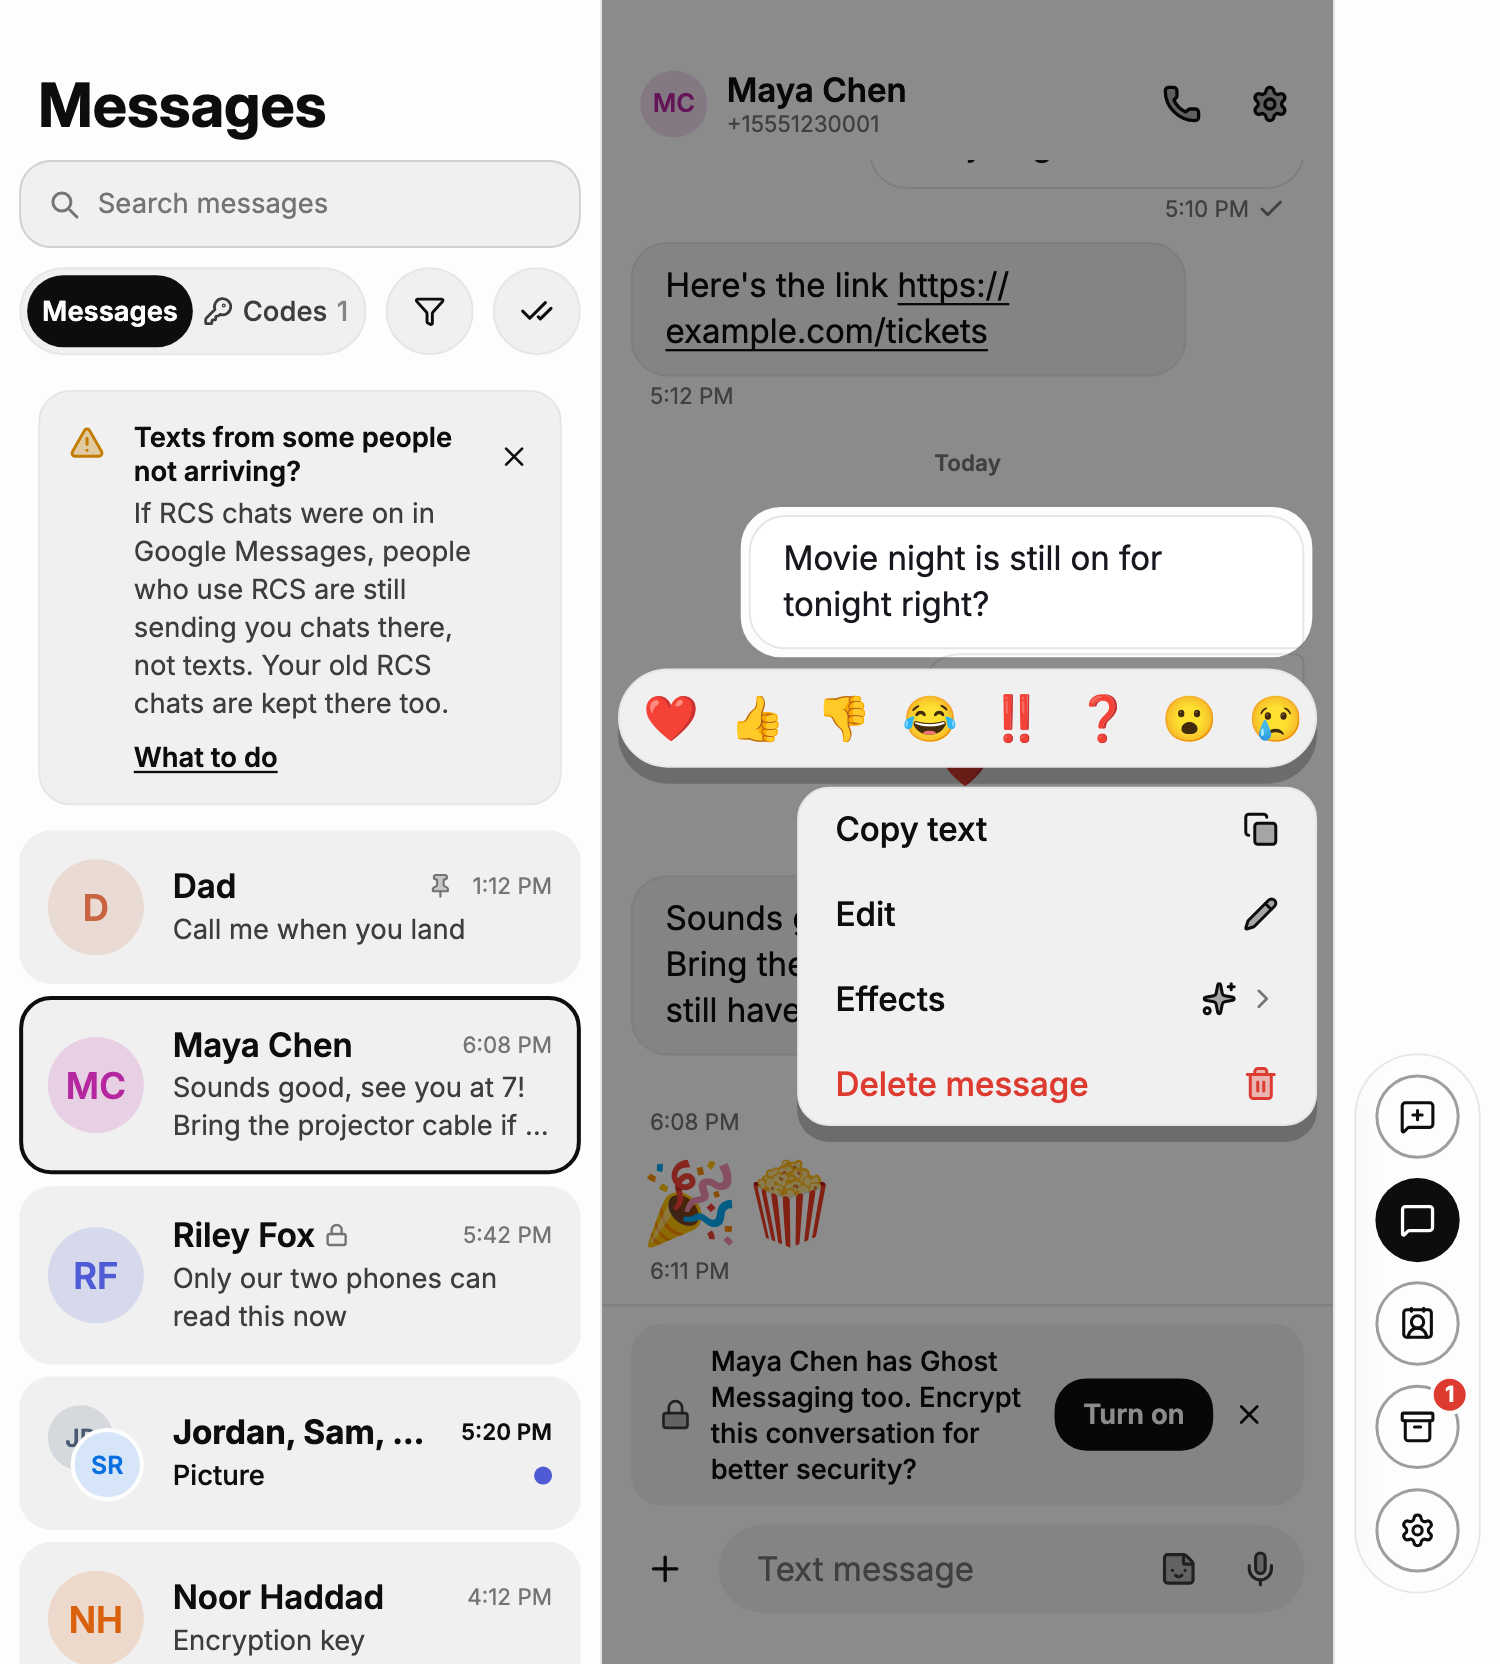 Messages
Search messages
Messages
Codes 1
Texts from some people
not arriving?
If RCS chats were on in
Google Messages, people
who use RCS are still
sending you chats there,
not texts. Your old RCS
chats are kept there too.
What to do
D
Dad
1:12 PM
Call me when you land
MC
Maya Chen
6:08 PM
Sounds good, see you at 7!
Bring the projector cable if ...
RF
Riley Fox
5:42 PM
Only our two phones can
read this now
SR
Jordan, Sam, ...
5:20 PM
Picture
NH
Noor Haddad
4:12 PM
Encryption key
MC
Maya Chen
+15551230001
5:10 PM
Here's the link https://
example.com/tickets
5:12 PM
Today
Movie night is still on for
tonight right?
Copy text
Edit
Effects
Delete message
Sounds
Bring the
still have
6:08 PM
6:11 PM
Maya Chen has Ghost
Messaging too. Encrypt
this conversation for
better security?
Turn on
Text message
1